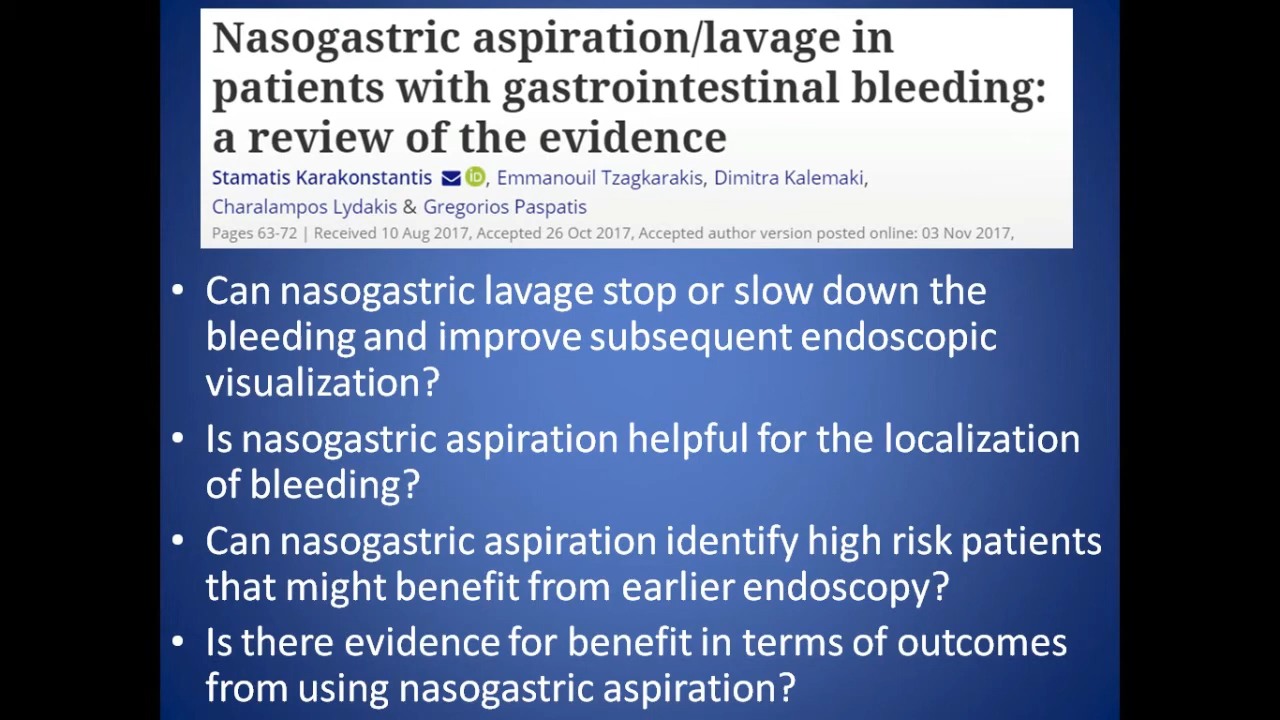 Nasogastric aspiration/lavage in
patients with gastrointestinal bleeding:
a review of the evidence
Stamatis Karakonstantis iD, Emmanouil Tzagkarakis, Dimitra Kalemaki,
Charalampos Lydakis & Gregorios Paspatis
Pages 63-72 | Received 10 Aug 2017, Accepted 26 Oct 2017, Accepted author version posted online: 03 Nov 2017,
• Can nasogastric lavage stop or slow down the
bleeding and improve subsequent endoscopic
visualization?
• Is nasogastric aspiration helpful for the localization
of bleeding?
• Can nasogastric aspiration identify high risk patients
that might benefit from earlier endoscopy?
• Is there evidence for benefit in terms of outcomes
from using nasogastric aspiration?